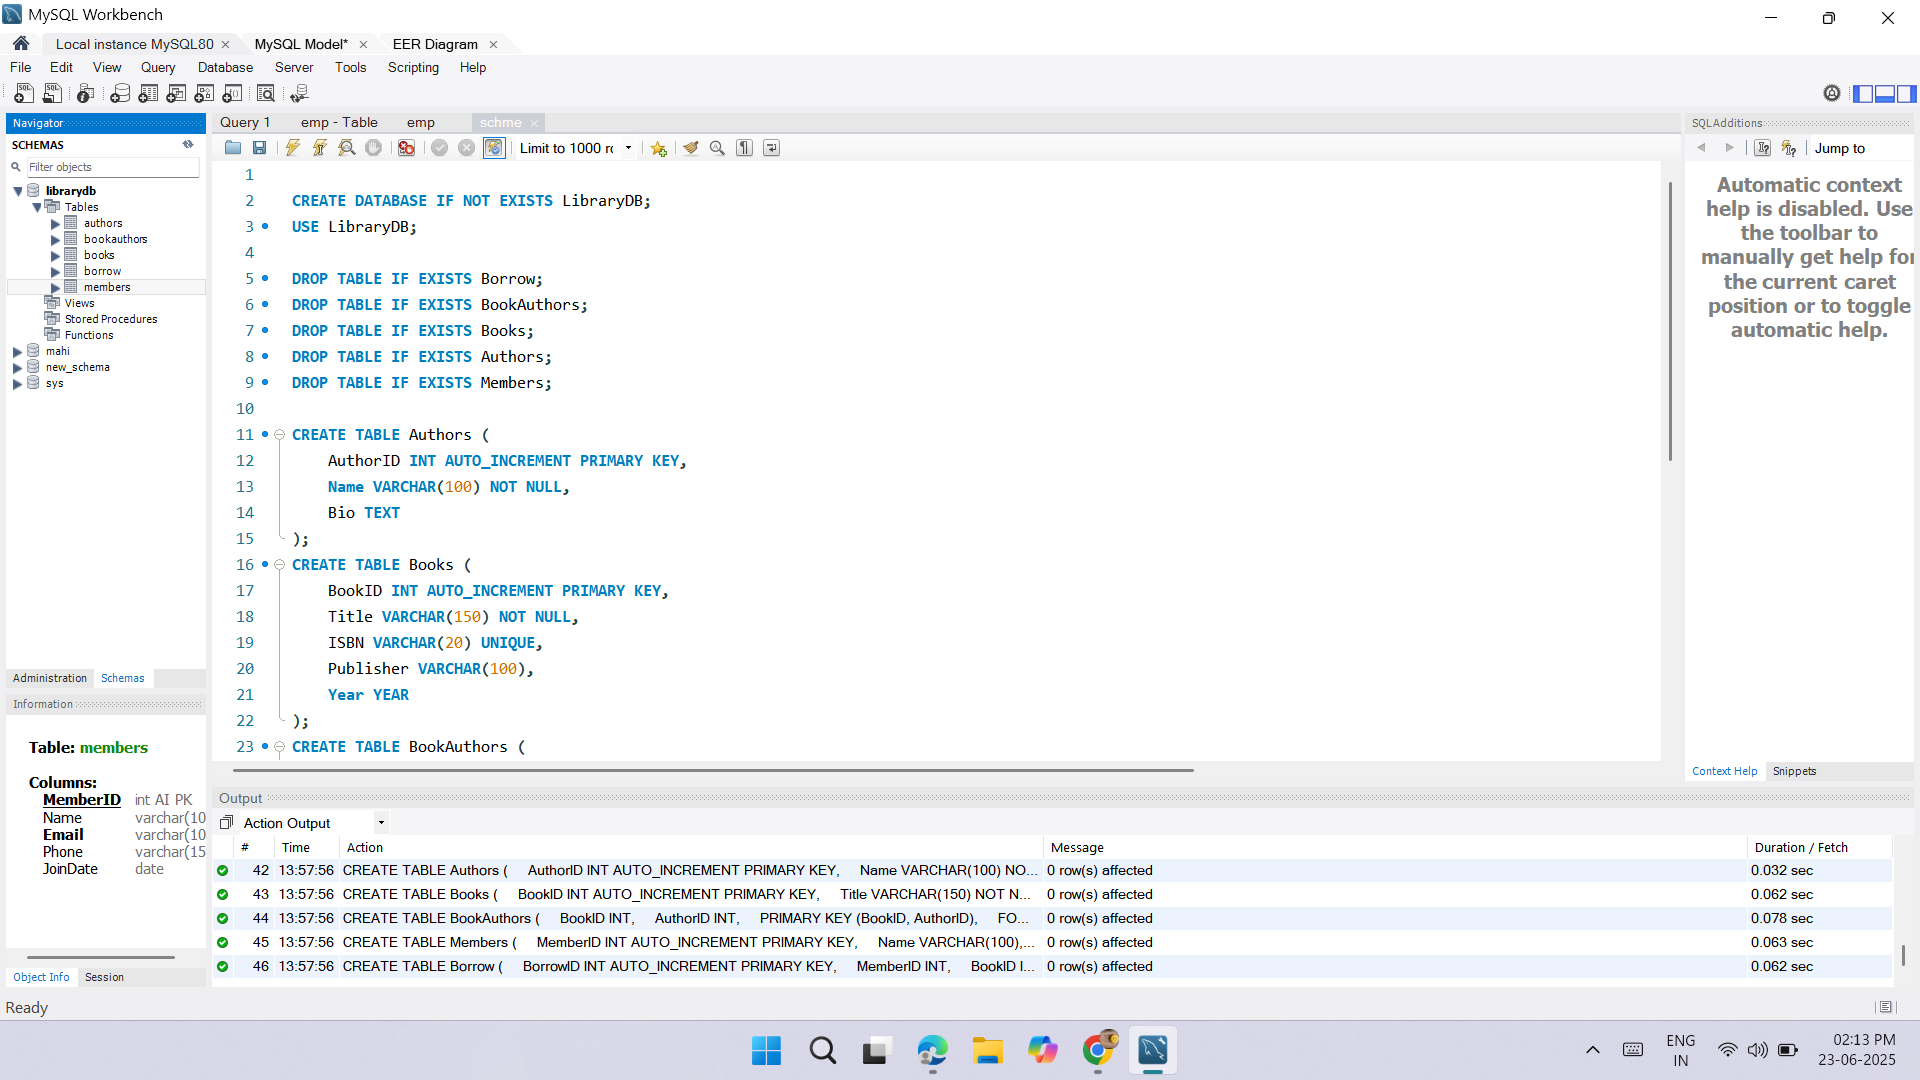 MySQL Workbench
Local instance MySQL80
MySQL Model*
EER Diagram
File Edit View Query Database Server Tools Scripting Help
Navigator
SCHEMAS
Filter objects
librarydb
Tables
authors
bookauthors
books
borrow
members
Views
Stored Procedures
Functions
mahi
new_schema
sys
Administration Schemas
Information
Table: members
Columns:
MemberID int AI PK
Name varchar(10
Email varchar(10
Phone varchar(15
JoinDate date
Object Info Session
Query 1 emp - Table emp schme
Limit to 1000 rc
1
2 CREATE DATABASE IF NOT EXISTS LibraryDB;
3 USE LibraryDB;
4
5 DROP TABLE IF EXISTS Borrow;
6 DROP TABLE IF EXISTS BookAuthors;
7 DROP TABLE IF EXISTS Books;
8 DROP TABLE IF EXISTS Authors;
9 DROP TABLE IF EXISTS Members;
10
11 CREATE TABLE Authors (
12 AuthorID INT AUTO_INCREMENT PRIMARY KEY,
13 Name VARCHAR(100) NOT NULL,
14 Bio TEXT
15 );
16 CREATE TABLE Books (
17 BookID INT AUTO_INCREMENT PRIMARY KEY,
18 Title VARCHAR(150) NOT NULL,
19 ISBN VARCHAR(20) UNIQUE,
20 Publisher VARCHAR(100),
21 Year YEAR
22 );
23 CREATE TABLE BookAuthors (
SQLAdditions
Jump to
Automatic context
help is disabled. Use
the toolbar to
manually get help for
the current caret
position or to toggle
automatic help.
Context Help Snippets
Output
Action Output
# Time Action Message Duration / Fetch
42 13:57:56 CREATE TABLE Authors ( AuthorID INT AUTO_INCREMENT PRIMARY KEY, Name VARCHAR(100) NO... 0 row(s) affected 0.032 sec
43 13:57:56 CREATE TABLE Books ( BookID INT AUTO_INCREMENT PRIMARY KEY, Title VARCHAR(150) NOT N... 0 row(s) affected 0.062 sec
44 13:57:56 CREATE TABLE BookAuthors ( BookID INT, AuthorID INT, PRIMARY KEY (BookID, AuthorID), FO... 0 row(s) affected 0.078 sec
45 13:57:56 CREATE TABLE Members ( MemberID INT AUTO_INCREMENT PRIMARY KEY, Name VARCHAR(100),... 0 row(s) affected 0.063 sec
46 13:57:56 CREATE TABLE Borrow ( BorrowID INT AUTO_INCREMENT PRIMARY KEY, MemberID INT, BookID I... 0 row(s) affected 0.062 sec
Ready
ENG
IN
02:13 PM
23-06-2025